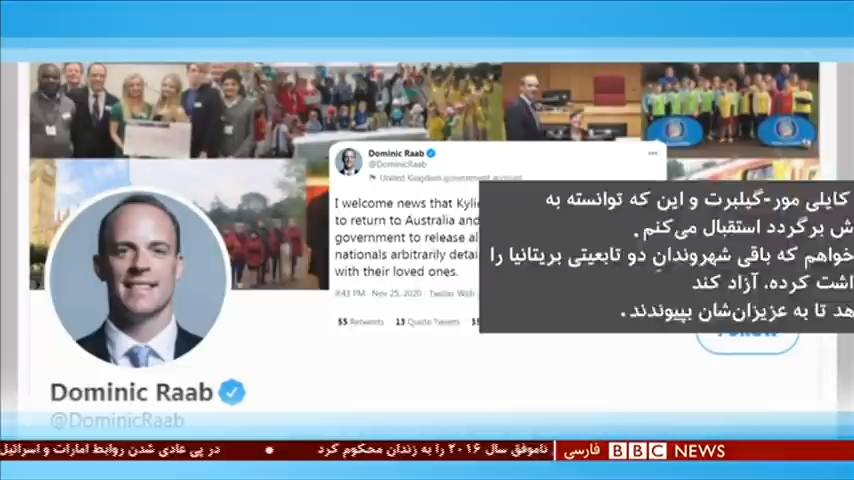 Dominic Raab
@DominicRaab
United Kingdom government account
I welcome news that Kylie
to return to Australia and
government to release al
nationals arbitrarily detai
with their loved ones.
9:43 PM · Nov 25, 2020 · Twitter Web
55 Retweets 13 Quote Tweets
کایلی مور-گیلبرت و این که توانسته به
ش برگردد استقبال می‌کنم.
خواهم که باقی شهروندانِ دو تابعیتی بریتانیا را
اشت کرده، آزاد کند
هد تا به عزیزان‌شان بپیوندند.
Dominic Raab
@DominicRaab
ناموفق سال ۲۰۱۶ را به زندان محکوم کرد • در پی عادی شدن روابط امارات و اسرائیل
BBC NEWS فارسی